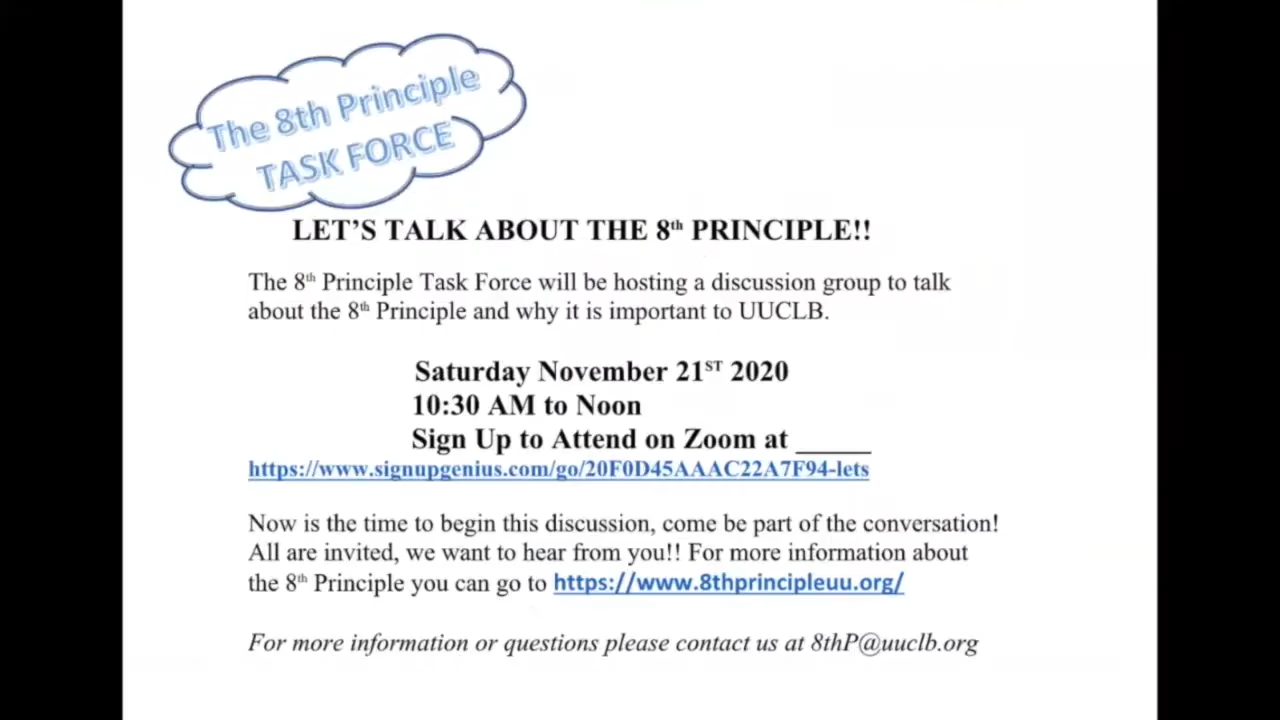 The 8th Principle
TASK FORCE
LET'S TALK ABOUT THE 8th PRINCIPLE!!
The 8th Principle Task Force will be hosting a discussion group to talk
about the 8th Principle and why it is important to UUCLB.
Saturday November 21ST 2020
10:30 AM to Noon
Sign Up to Attend on Zoom at _____
https://www.signupgenius.com/go/20F0D45AAAC22A7F94-lets
Now is the time to begin this discussion, come be part of the conversation!
All are invited, we want to hear from you!! For more information about
the 8th Principle you can go to https://www.8thprincipleuu.org/
For more information or questions please contact us at 8thP@uuclb.org